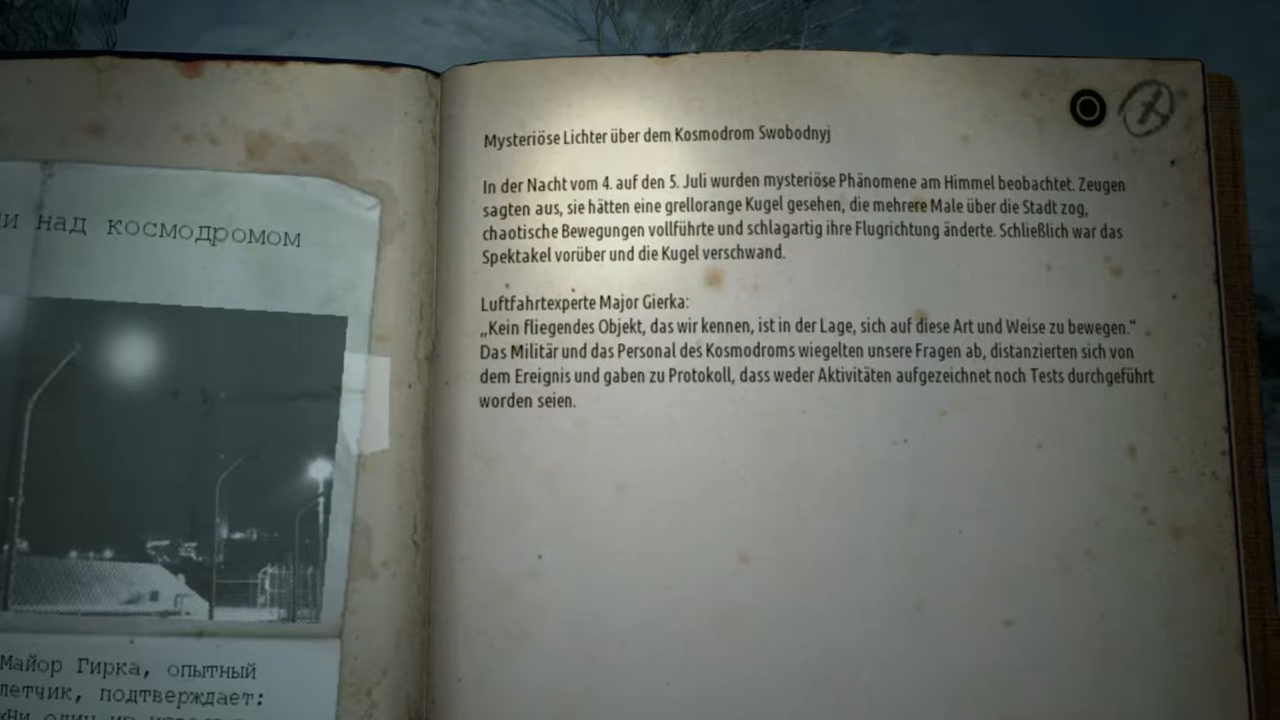 над космодромом
Майор Гирка, опытный
летчик, подтверждает:
Mysteriöse Lichter über dem Kosmodrom Swobodnyj
In der Nacht vom 4. auf den 5. Juli wurden mysteriöse Phänomene am Himmel beobachtet. Zeugen
sagten aus, sie hätten eine grellorange Kugel gesehen, die mehrere Male über die Stadt zog,
chaotische Bewegungen vollführte und schlagartig ihre Flugrichtung änderte. Schließlich war das
Spektakel vorüber und die Kugel verschwand.
Luftfahrtexperte Major Gierka:
„Kein fliegendes Objekt, das wir kennen, ist in der Lage, sich auf diese Art und Weise zu bewegen.“
Das Militär und das Personal des Kosmodroms wiegelten unsere Fragen ab, distanzierten sich von
dem Ereignis und gaben zu Protokoll, dass weder Aktivitäten aufgezeichnet noch Tests durchgeführt
worden seien.